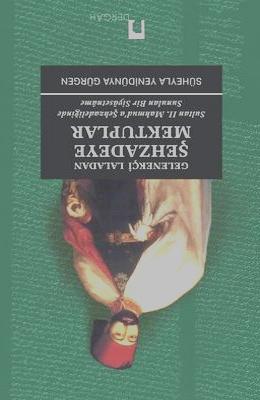 GELENEKÇİ LALADAN
ŞEHZADEYE
MEKTUPLAR
Sultan II. Mahmud'a Şehzadeliğinde
Sunulan Bir Siyâsetnâme
SÜHEYLA YENİDÜNYA GÜRGEN
DERGÂH